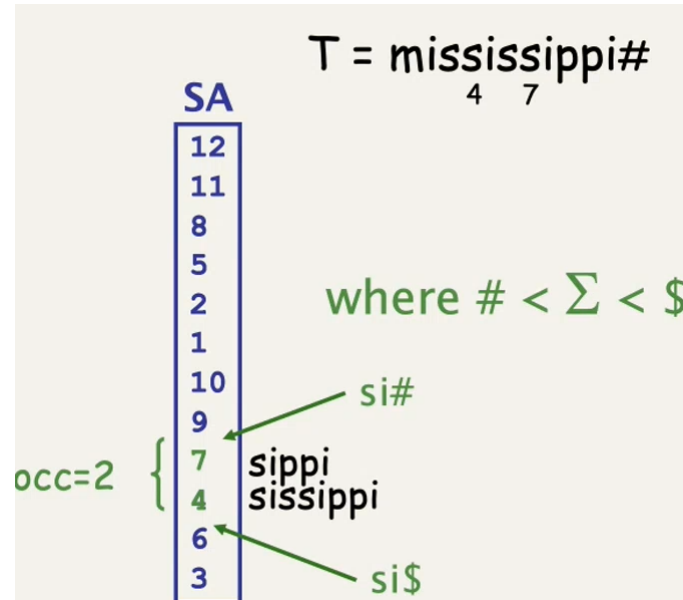 T = mississippi#
4 7
SA
12
11
8
5
2
where # < Σ < $
1
10
si#
9
7 sippi
occ=2
4 sissippi
6
3
si$